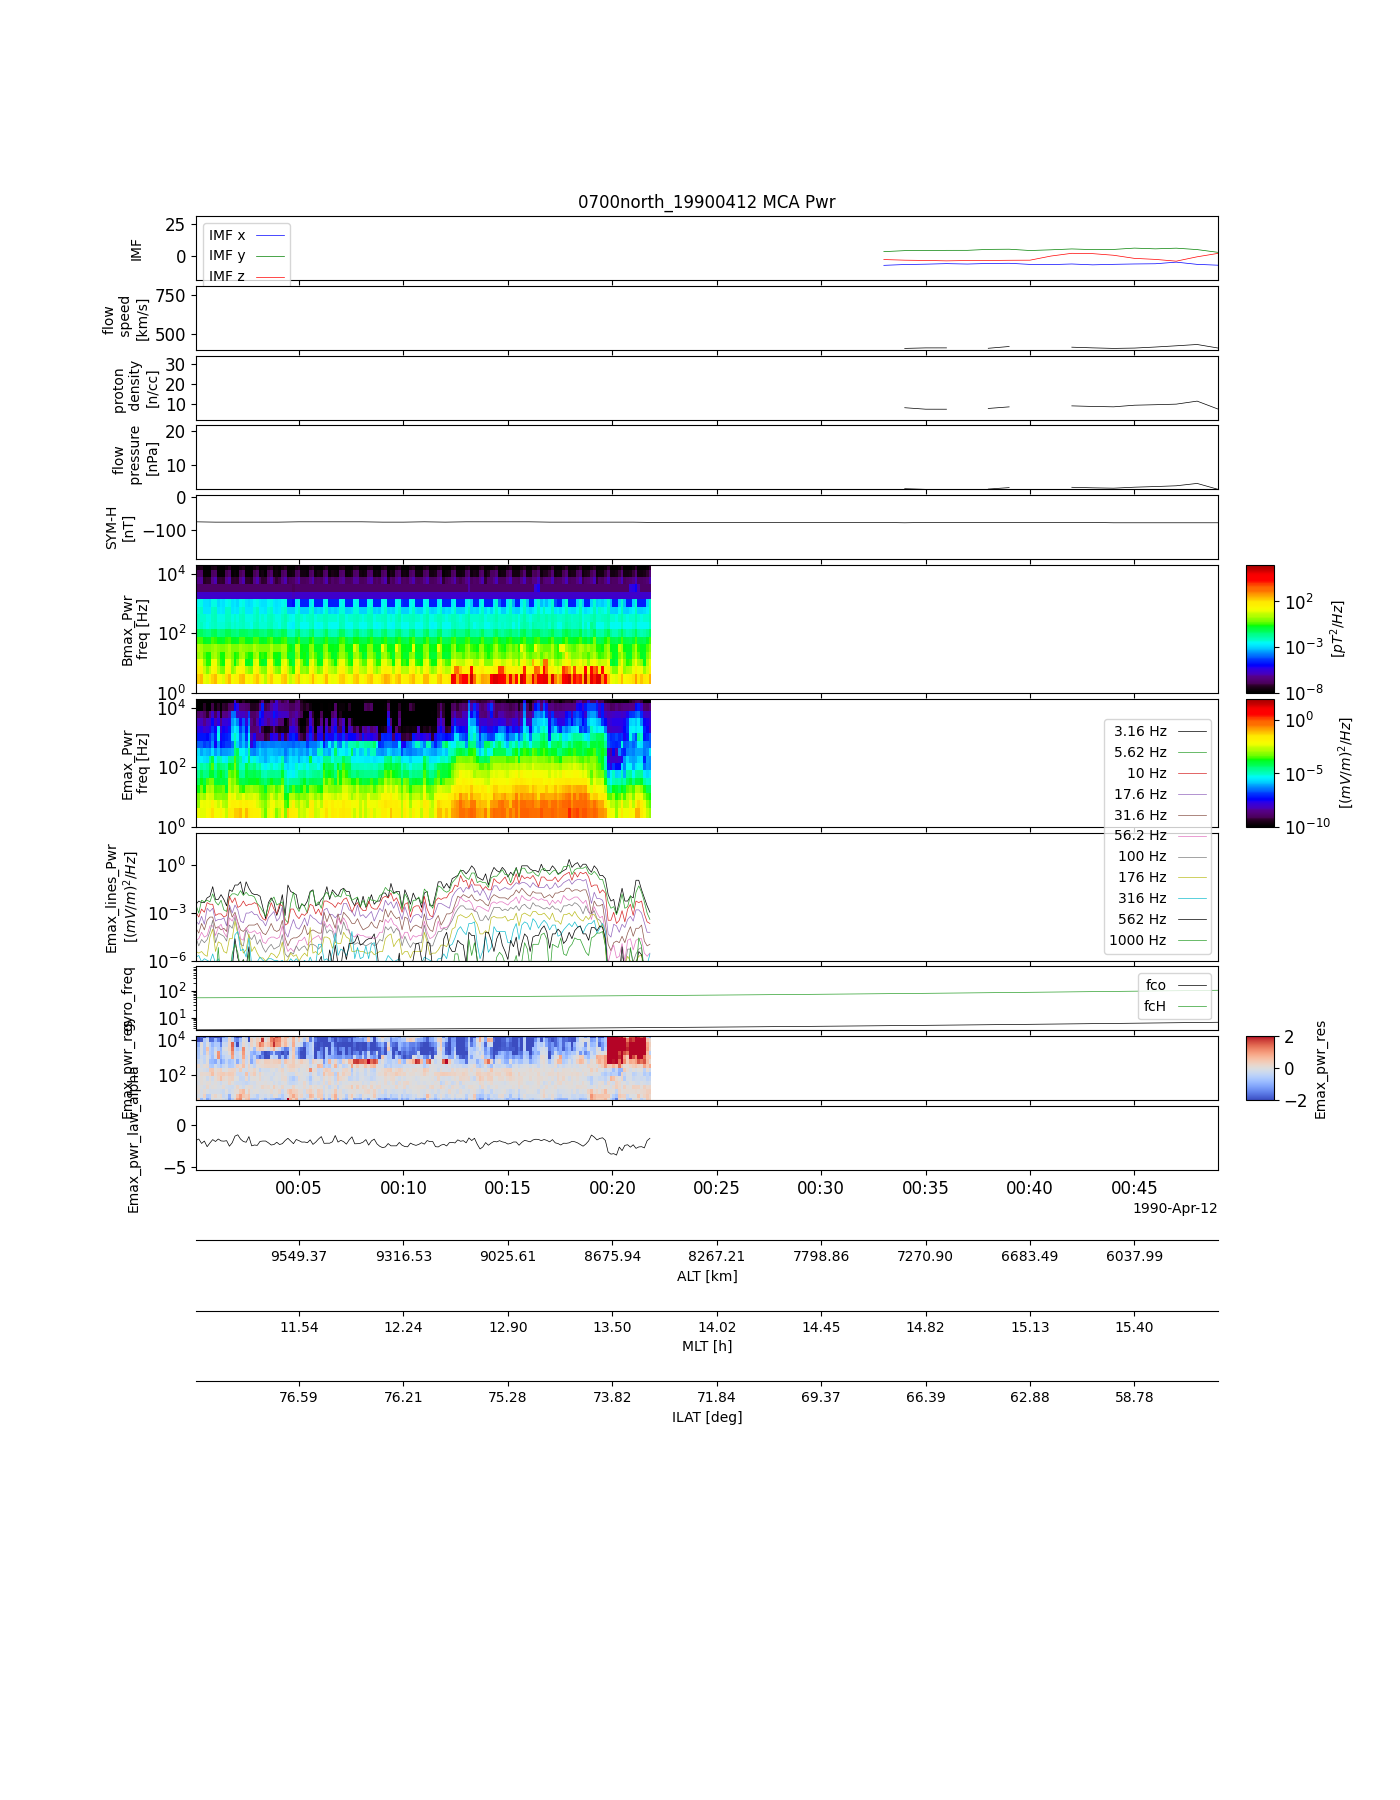 0700north_19900412 MCA Pwr
25
0
IMF
IMF x
IMF y
IMF z
750
500
flow
speed
[km/s]
30
20
10
proton
density
[n/cc]
20
10
flow
pressure
[nPa]
0
−100
SYM-H
[nT]
10^4
10^2
10^0
Bmax_Pwr
freq [Hz]
10^2
10^−3
10^−8
[pT^2/Hz]
10^4
10^2
10^0
Emax_Pwr
freq [Hz]
10^0
10^−5
10^−10
[(mV/m)^2/Hz]
3.16 Hz
5.62 Hz
10 Hz
17.6 Hz
31.6 Hz
56.2 Hz
100 Hz
176 Hz
316 Hz
562 Hz
1000 Hz
10^0
10^−3
10^−6
Emax_lines_Pwr
[(mV/m)^2/Hz]
10^2
10^1
gyro_freq
fco
fcH
10^4
10^2
Emax_pwr_res
2
0
−2
Emax_pwr_res
0
−5
Emax_pwr_law_alpha
00:05 00:10 00:15 00:20 00:25 00:30 00:35 00:40 00:45
1990-Apr-12
9549.37 9316.53 9025.61 8675.94 8267.21 7798.86 7270.90 6683.49 6037.99
ALT [km]
11.54 12.24 12.90 13.50 14.02 14.45 14.82 15.13 15.40
MLT [h]
76.59 76.21 75.28 73.82 71.84 69.37 66.39 62.88 58.78
ILAT [deg]